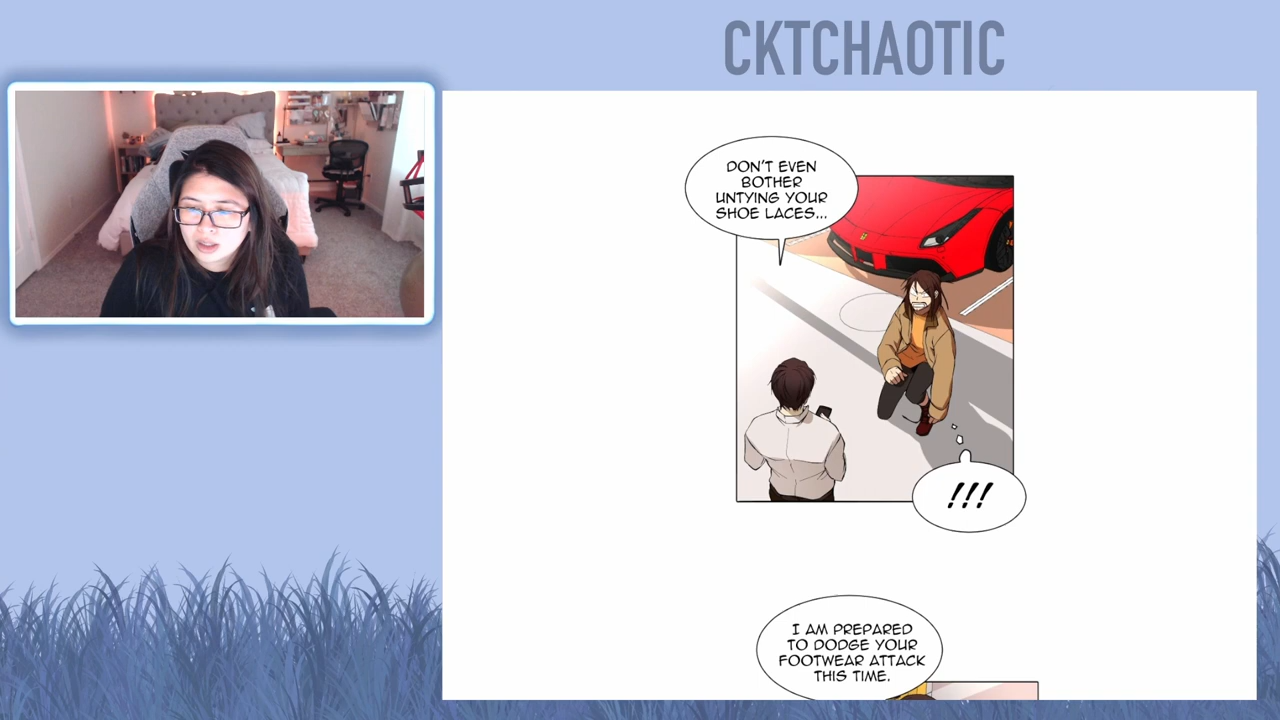 CKTCHAOTIC
DON'T EVEN
BOTHER
UNTYING YOUR
SHOE LACES...
!!!
I AM PREPARED
TO DODGE YOUR
FOOTWEAR ATTACK
THIS TIME.